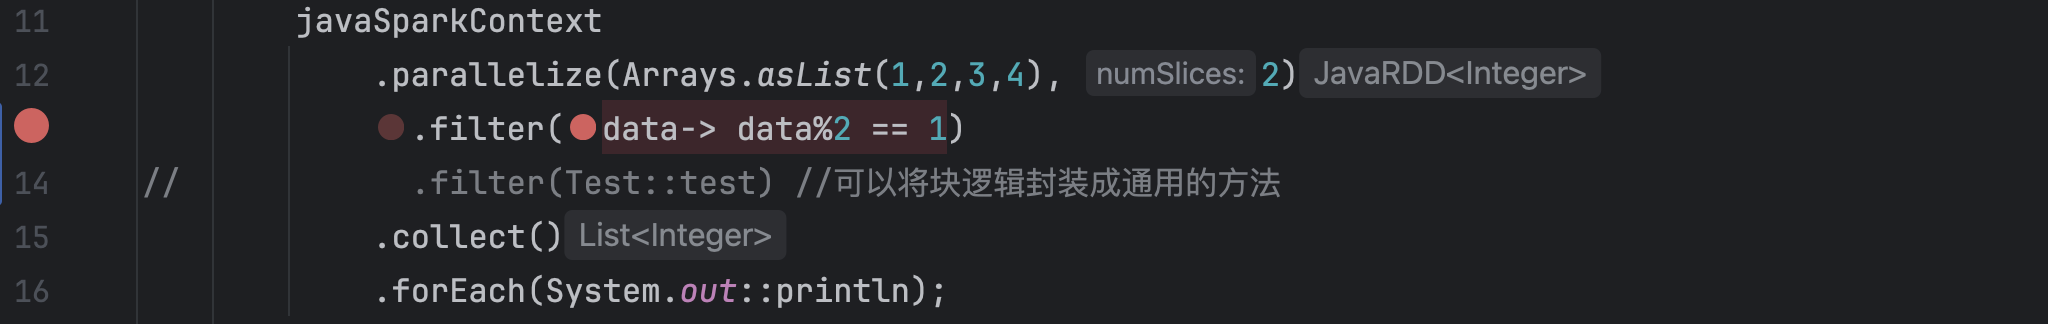 11 javaSparkContext
12 .parallelize(Arrays.asList(1,2,3,4), numSlices: 2) JavaRDD<Integer>
.filter(data-> data%2 == 1)
14 // .filter(Test::test) //可以将块逻辑封装成通用的方法
15 .collect() List<Integer>
16 .forEach(System.out::println);